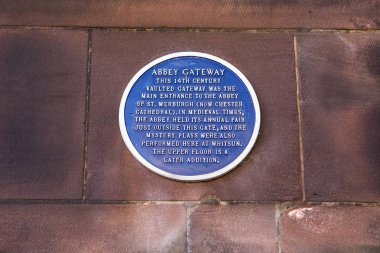 ABBEY GATEWAY
THIS 14TH CENTURY
VAULTED GATEWAY WAS THE
MAIN ENTRANCE TO THE ABBEY
OF ST. WERBURGH (NOW CHESTER
CATHEDRAL). IN MEDIEVAL TIMES,
THE ABBEY HELD ITS ANNUAL FAIR
JUST OUTSIDE THIS GATE, AND THE
MYSTERY PLAYS WERE ALSO
PERFORMED HERE AT WHITSUN.
THE UPPER FLOOR IS A
LATER ADDITION.